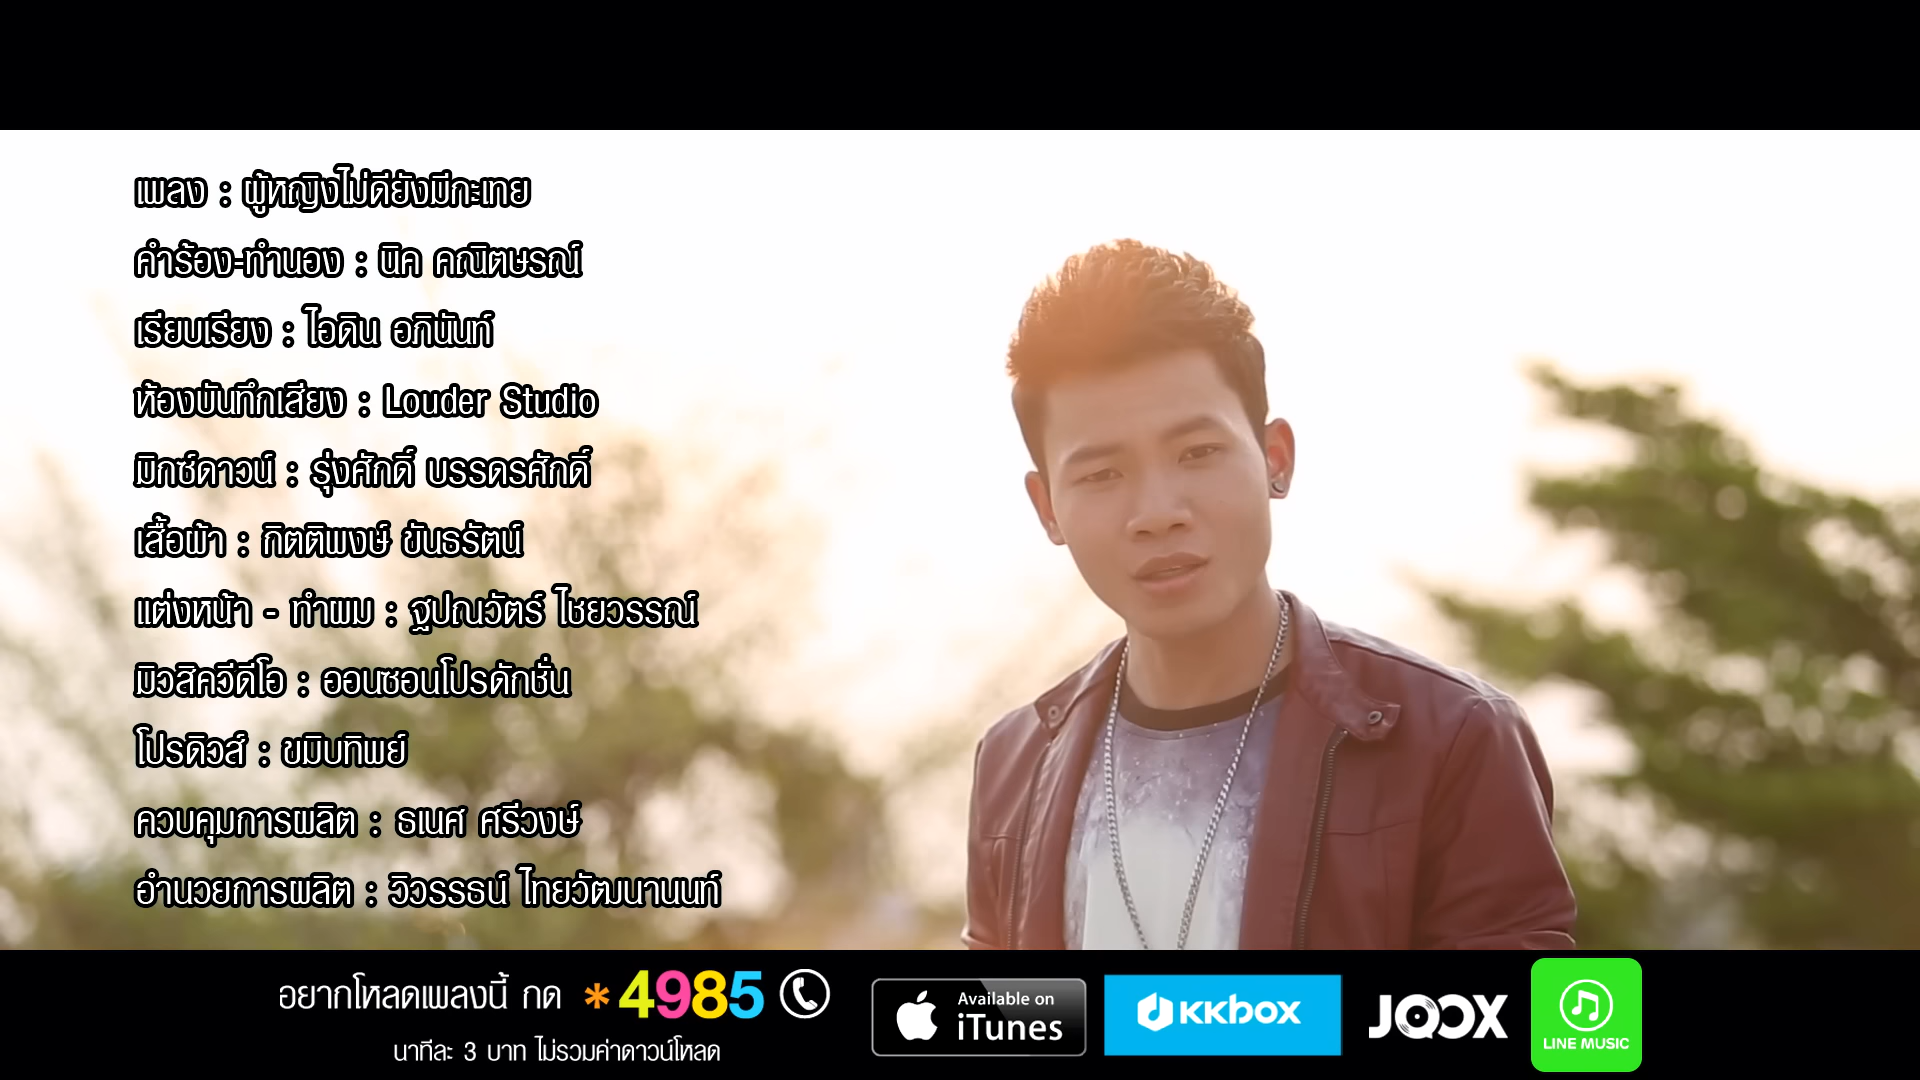 เพลง : ผู้หญิงไม่ดียังมีกะเทย
คำร้อง-ทำนอง : นิค คณิตษรณ์
เรียบเรียง : ไอดิน อภินันท์
ห้องบันทึกเสียง : Louder Studio
มิกซ์ดาวน์ : รุ่งศักดิ์ บรรดรศักดิ์
เสื้อผ้า : กิตติพงษ์ ขันธรัตน์
แต่งหน้า - ทำผม : ฐปณวัตร์ ไชยวรรณ์
มิวสิควีดีโอ : ออนซอนโปรดักชั่น
โปรดิวส์ : ขมิบทิพย์
ควบคุมการผลิต : ธเนศ ศรีวงษ์
อำนวยการผลิต : วิวรรธน์ ไทยวัฒนานนท์
อยากโหลดเพลงนี้ กด *4985
นาทีละ 3 บาท ไม่รวมค่าดาวน์โหลด
Available on
iTunes
KKBOX
JOOX
LINE MUSIC